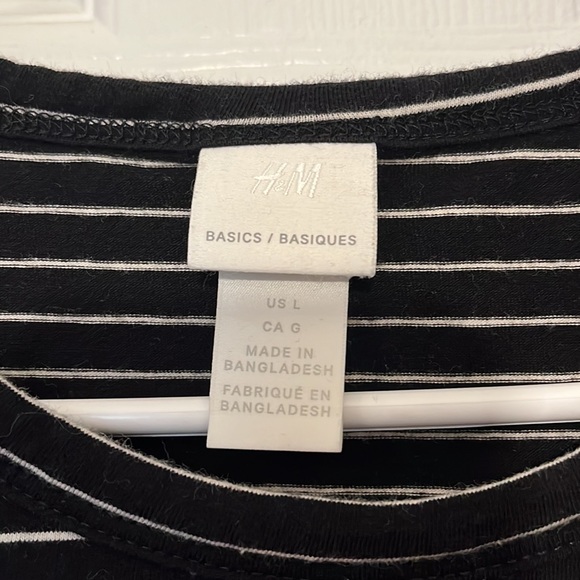 H&M
BASICS / BASIQUES
US L
CA G
MADE IN
BANGLADESH
FABRIQUÉ EN
BANGLADESH